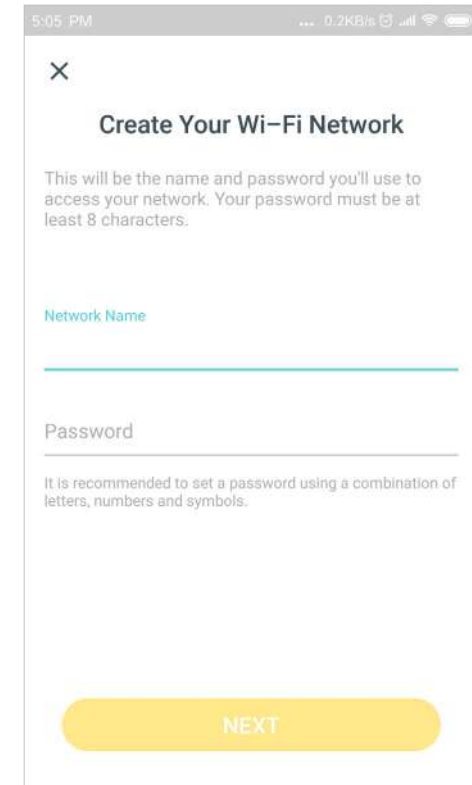 5:05 PM ... 0.2KB/s
Create Your Wi-Fi Network
This will be the name and password you'll use to
access your network. Your password must be at
least 8 characters.
Network Name
Password
It is recommended to set a password using a combination of
letters, numbers and symbols.
NEXT